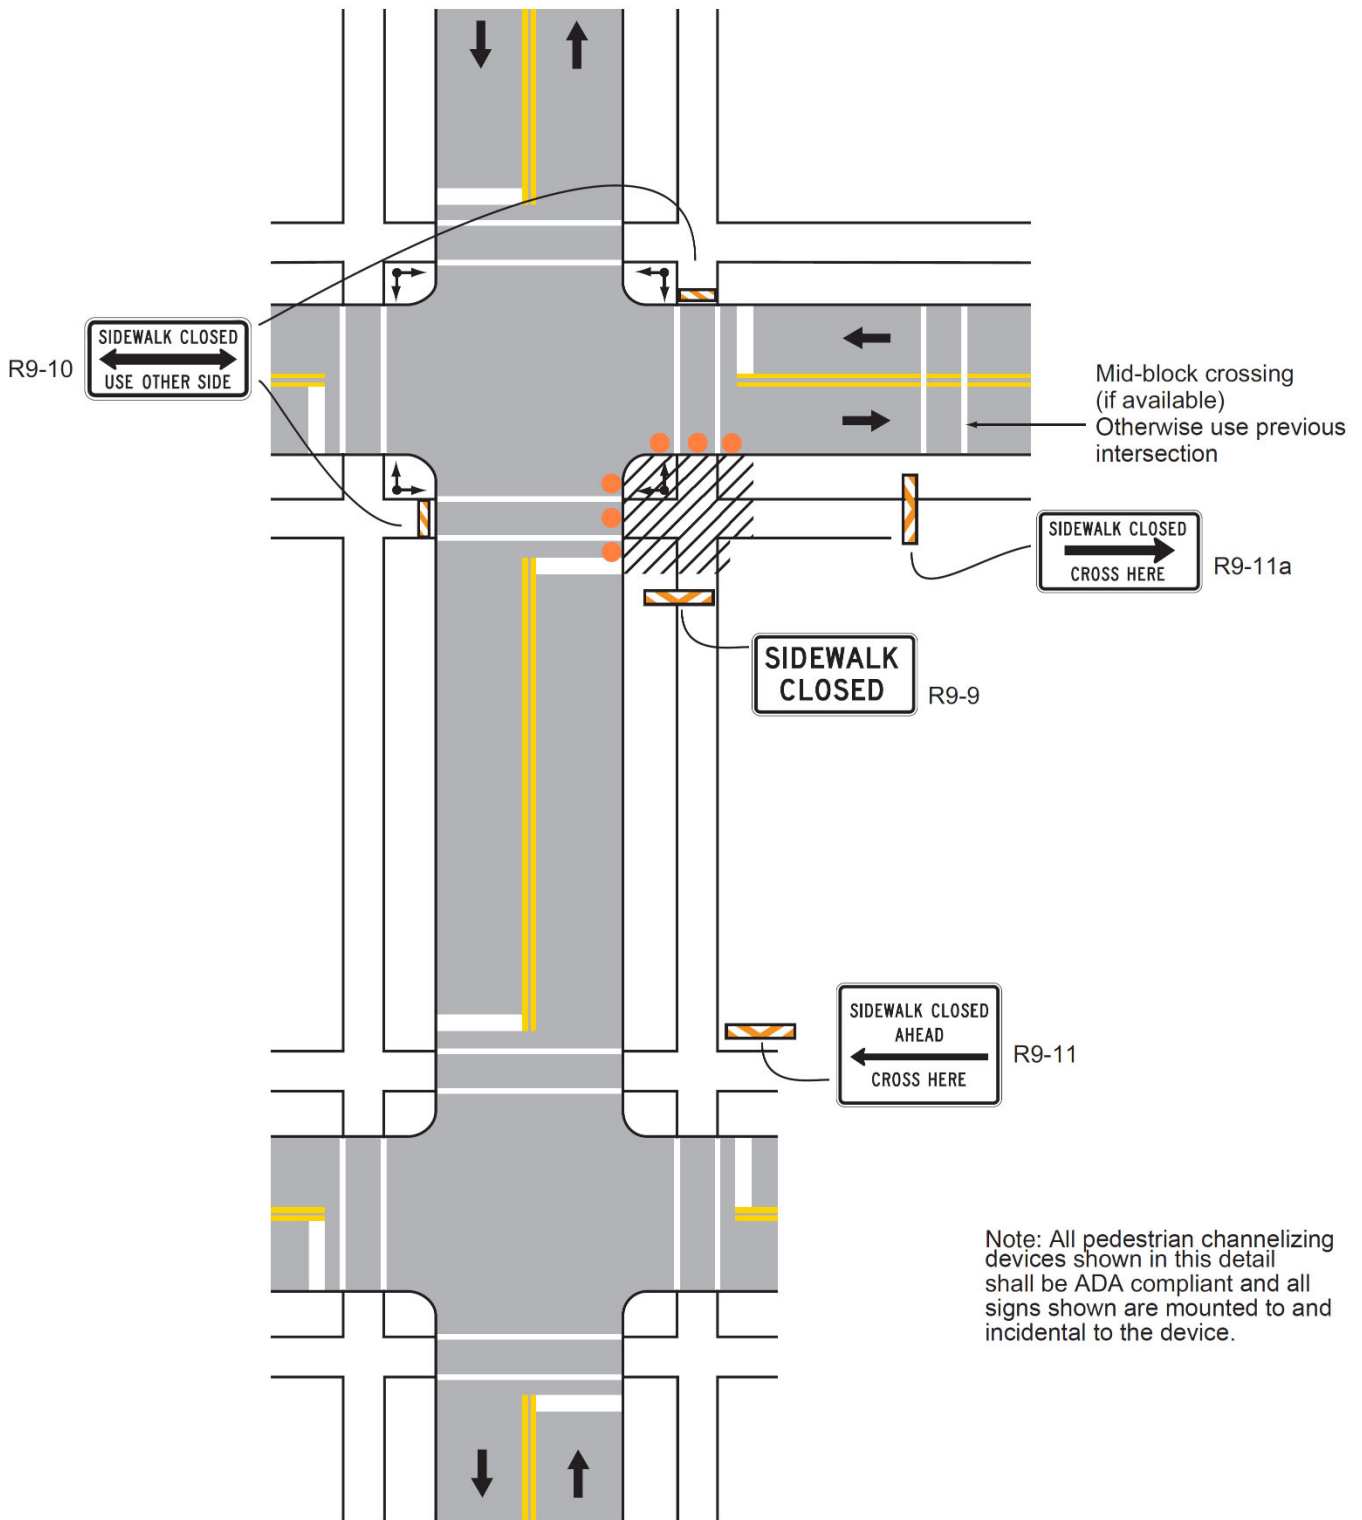 R9-10
SIDEWALK CLOSED
USE OTHER SIDE
Mid-block crossing
(if available)
Otherwise use previous
intersection
SIDEWALK CLOSED
CROSS HERE
R9-11a
SIDEWALK
CLOSED
R9-9
SIDEWALK CLOSED
AHEAD
CROSS HERE
R9-11
Note: All pedestrian channelizing
devices shown in this detail
shall be ADA compliant and all
signs shown are mounted to and
incidental to the device.